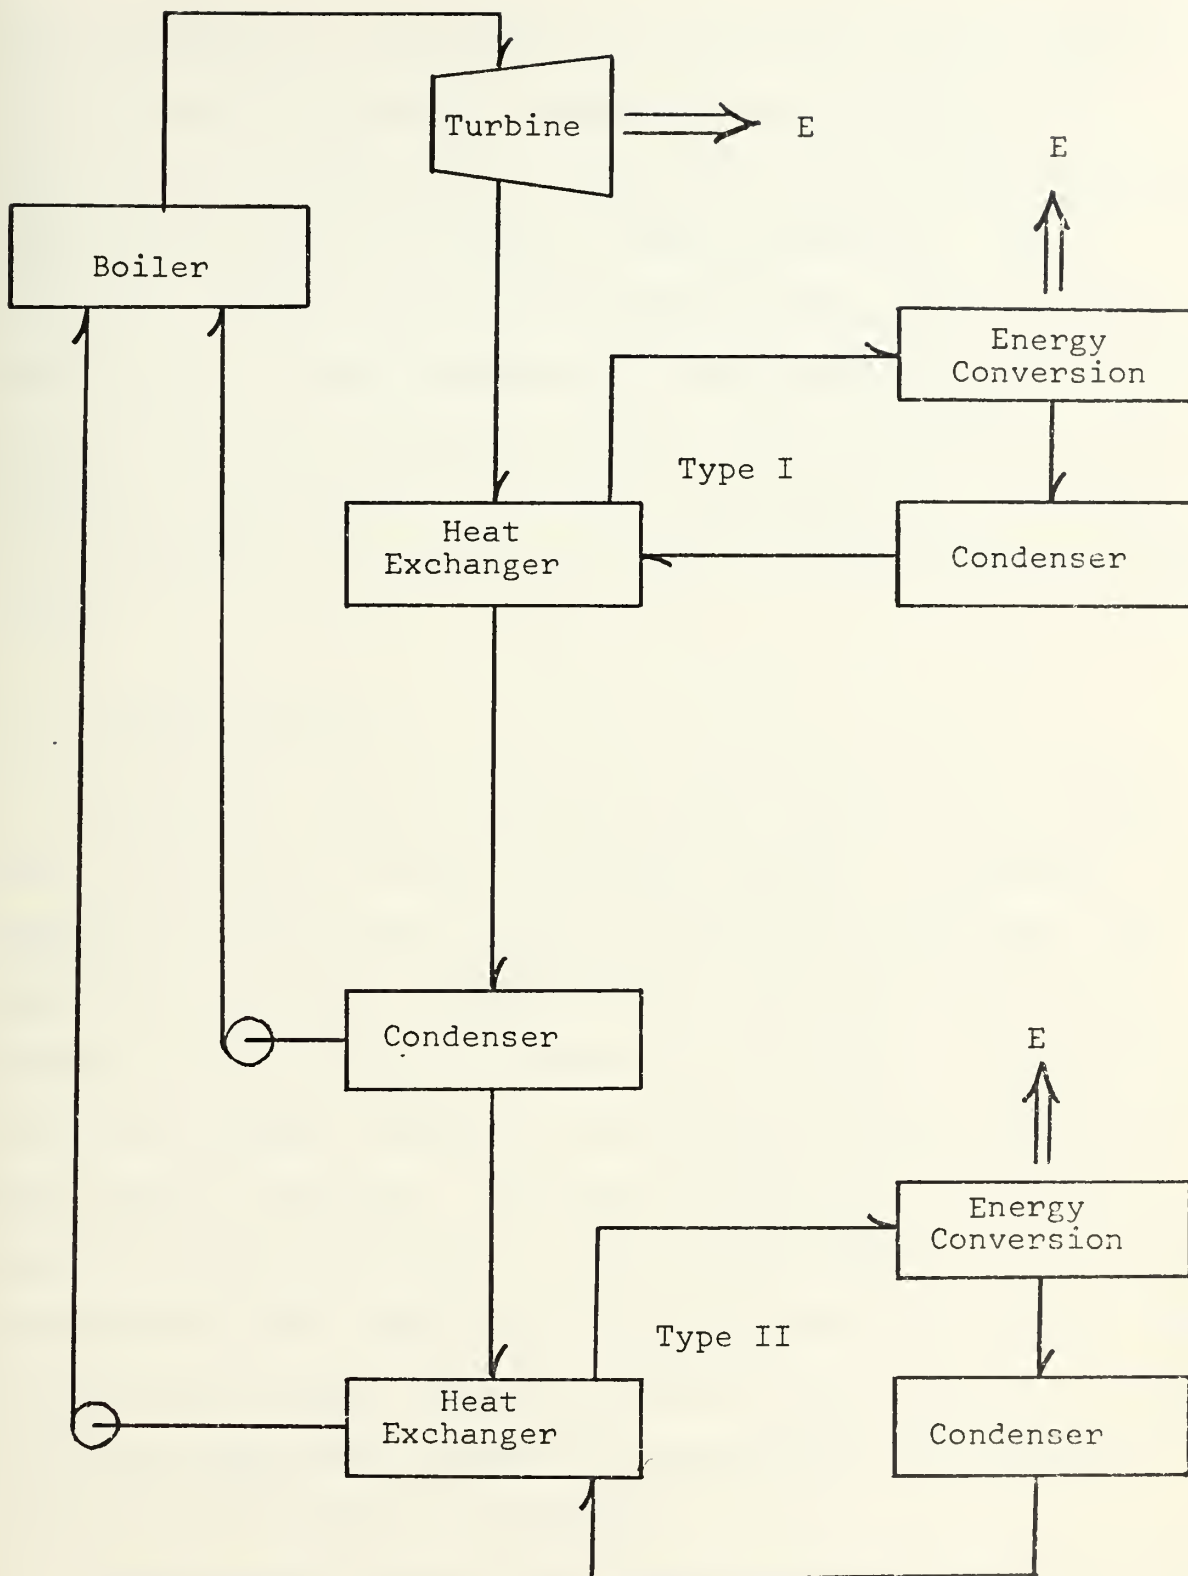 Turbine
E
E
Boiler
Energy
Conversion
Type I
Heat
Exchanger
Condenser
Condenser
E
Energy
Conversion
Type II
Heat
Exchanger
Condenser